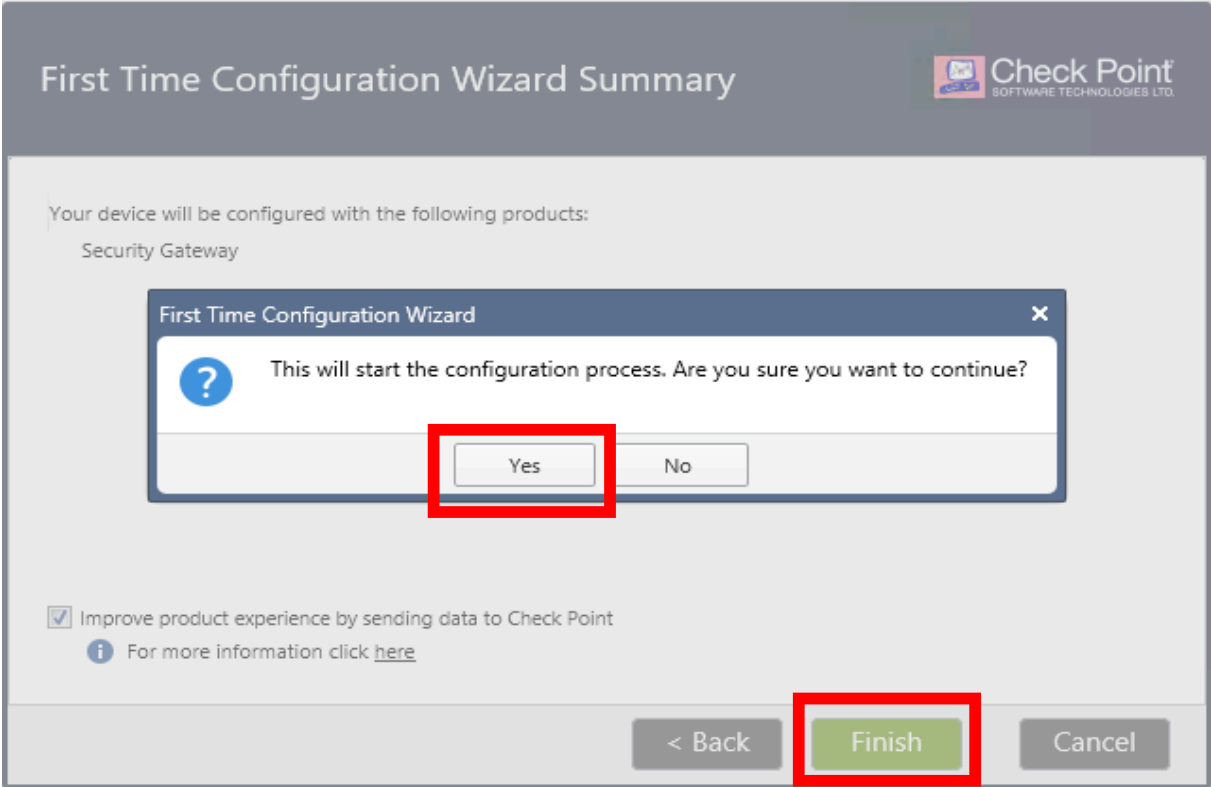 First Time Configuration Wizard Summary
Check Point
SOFTWARE TECHNOLOGIES LTD.
Your device will be configured with the following products:
Security Gateway
First Time Configuration Wizard
This will start the configuration process. Are you sure you want to continue?
Yes No
Improve product experience by sending data to Check Point
For more information click here
< Back Finish Cancel